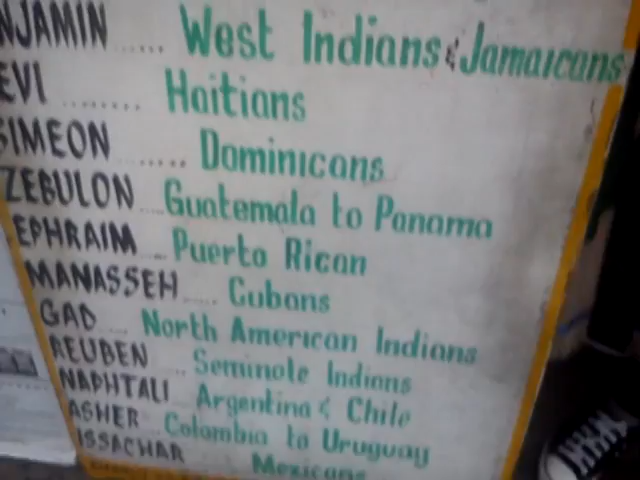 NJAMIN ..... West Indians & Jamaicans
EVI ........ Haitians
SIMEON ...... Dominicans
ZEBULON .... Guatemala to Panama
EPHRAIM ... Puerto Rican
MANASSEH ..... Cubans
GAD .... North American Indians
REUBEN ... Seminole Indians
NAPHTALI ... Argentina & Chile
ASHER ... Colombia to Uruguay
ISSACHAR Mexicans